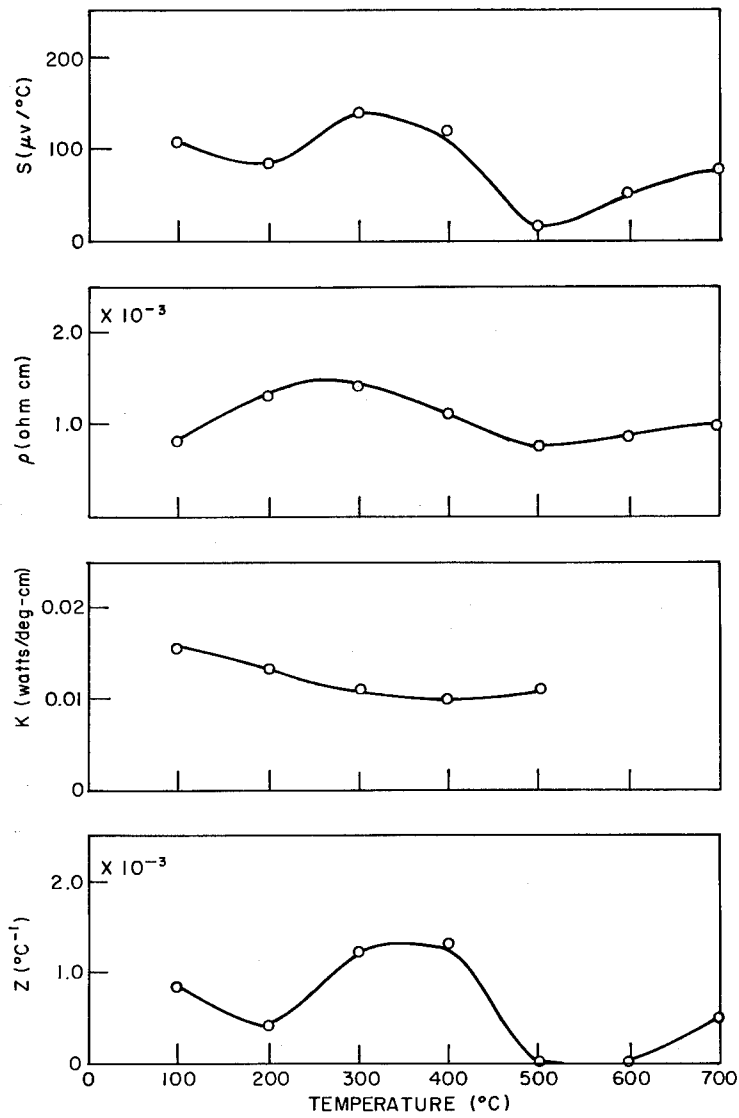 200
100
0
S (μv/°C)
X 10⁻³
2.0
1.0
ρ (ohm cm)
0.02
0.01
0
K (watts/deg-cm)
X 10⁻³
2.0
1.0
0
Z (°C⁻¹)
0 100 200 300 400 500 600 700
TEMPERATURE (°C)